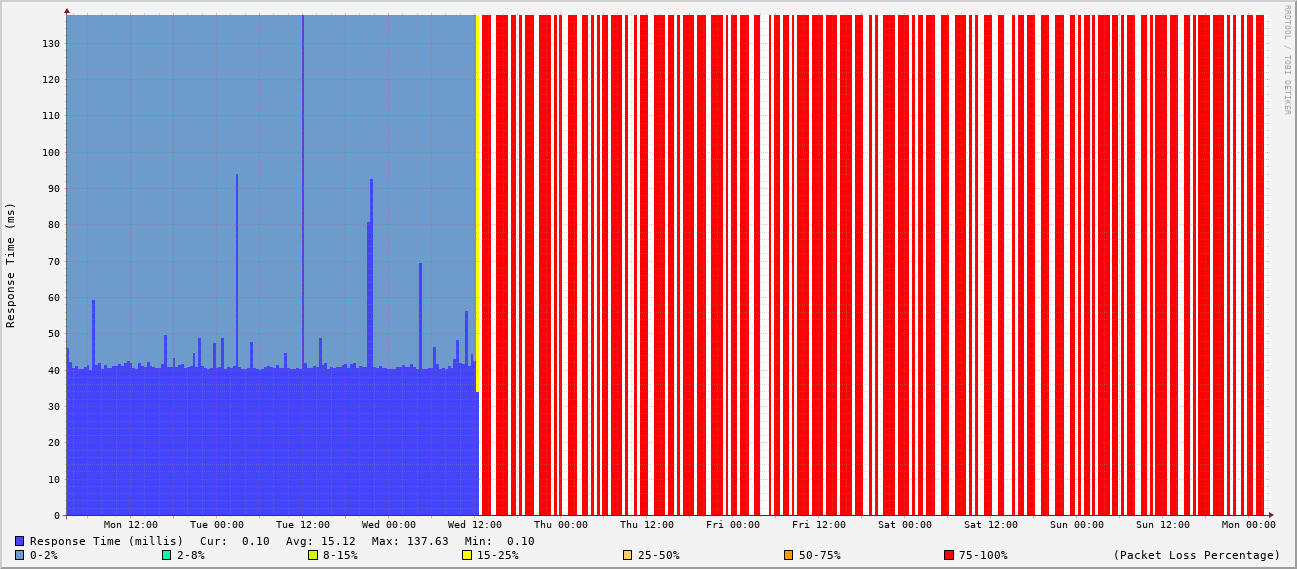 RRDTOOL / TOBI OETIKER
Response Time (ms)
130
120
110
100
90
80
70
60
50
40
30
20
10
0
Mon 12:00 Tue 00:00 Tue 12:00 Wed 00:00 Wed 12:00 Thu 00:00 Thu 12:00 Fri 00:00 Fri 12:00 Sat 00:00 Sat 12:00 Sun 00:00 Sun 12:00 Mon 00:00
Response Time (millis) Cur: 0.10 Avg: 15.12 Max: 137.63 Min: 0.10
0-2% 2-8% 8-15% 15-25% 25-50% 50-75% 75-100% (Packet Loss Percentage)